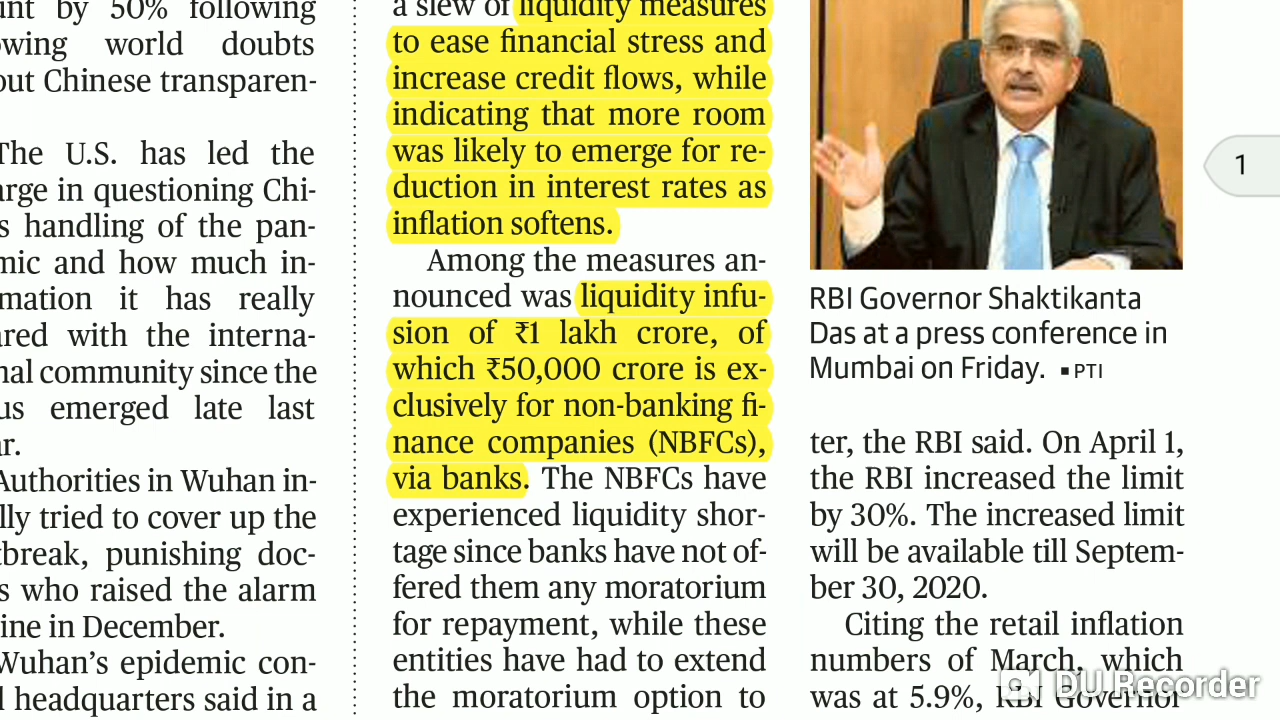 unt by 50% following
owing world doubts
out Chinese transparen-
The U.S. has led the
arge in questioning Chi-
s handling of the pan-
mic and how much in-
mation it has really
ared with the interna-
nal community since the
us emerged late last
ar.
Authorities in Wuhan in-
lly tried to cover up the
tbreak, punishing doc-
s who raised the alarm
ine in December.
Wuhan's epidemic con-
l headquarters said in a
a slew of liquidity measures
to ease financial stress and
increase credit flows, while
indicating that more room
was likely to emerge for re-
duction in interest rates as
inflation softens.
Among the measures an-
nounced was liquidity infu-
sion of ₹1 lakh crore, of
which ₹50,000 crore is ex-
clusively for non-banking fi-
nance companies (NBFCs),
via banks. The NBFCs have
experienced liquidity shor-
tage since banks have not of-
fered them any moratorium
for repayment, while these
entities have had to extend
the moratorium option to
RBI Governor Shaktikanta
Das at a press conference in
Mumbai on Friday. ▪ PTI
ter, the RBI said. On April 1,
the RBI increased the limit
by 30%. The increased limit
will be available till Septem-
ber 30, 2020.
Citing the retail inflation
numbers of March, which
was at 5.9%, RBI Governor
1
DU Recorder